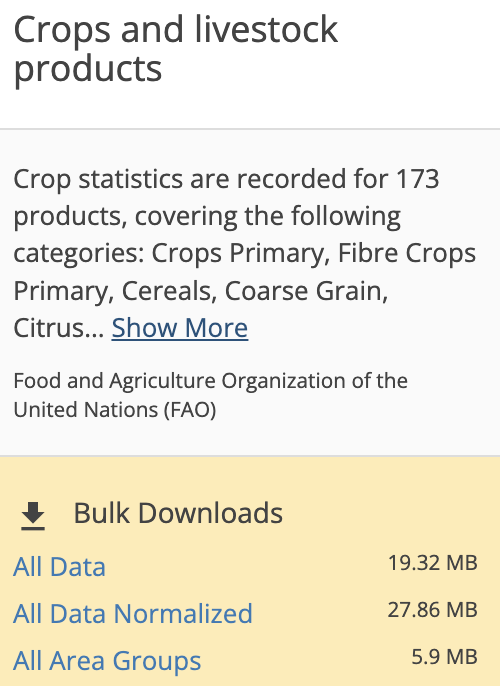 Crops and livestock
products
Crop statistics are recorded for 173
products, covering the following
categories: Crops Primary, Fibre Crops
Primary, Cereals, Coarse Grain,
Citrus... Show More
Food and Agriculture Organization of the
United Nations (FAO)
Bulk Downloads
All Data 19.32 MB
All Data Normalized 27.86 MB
All Area Groups 5.9 MB